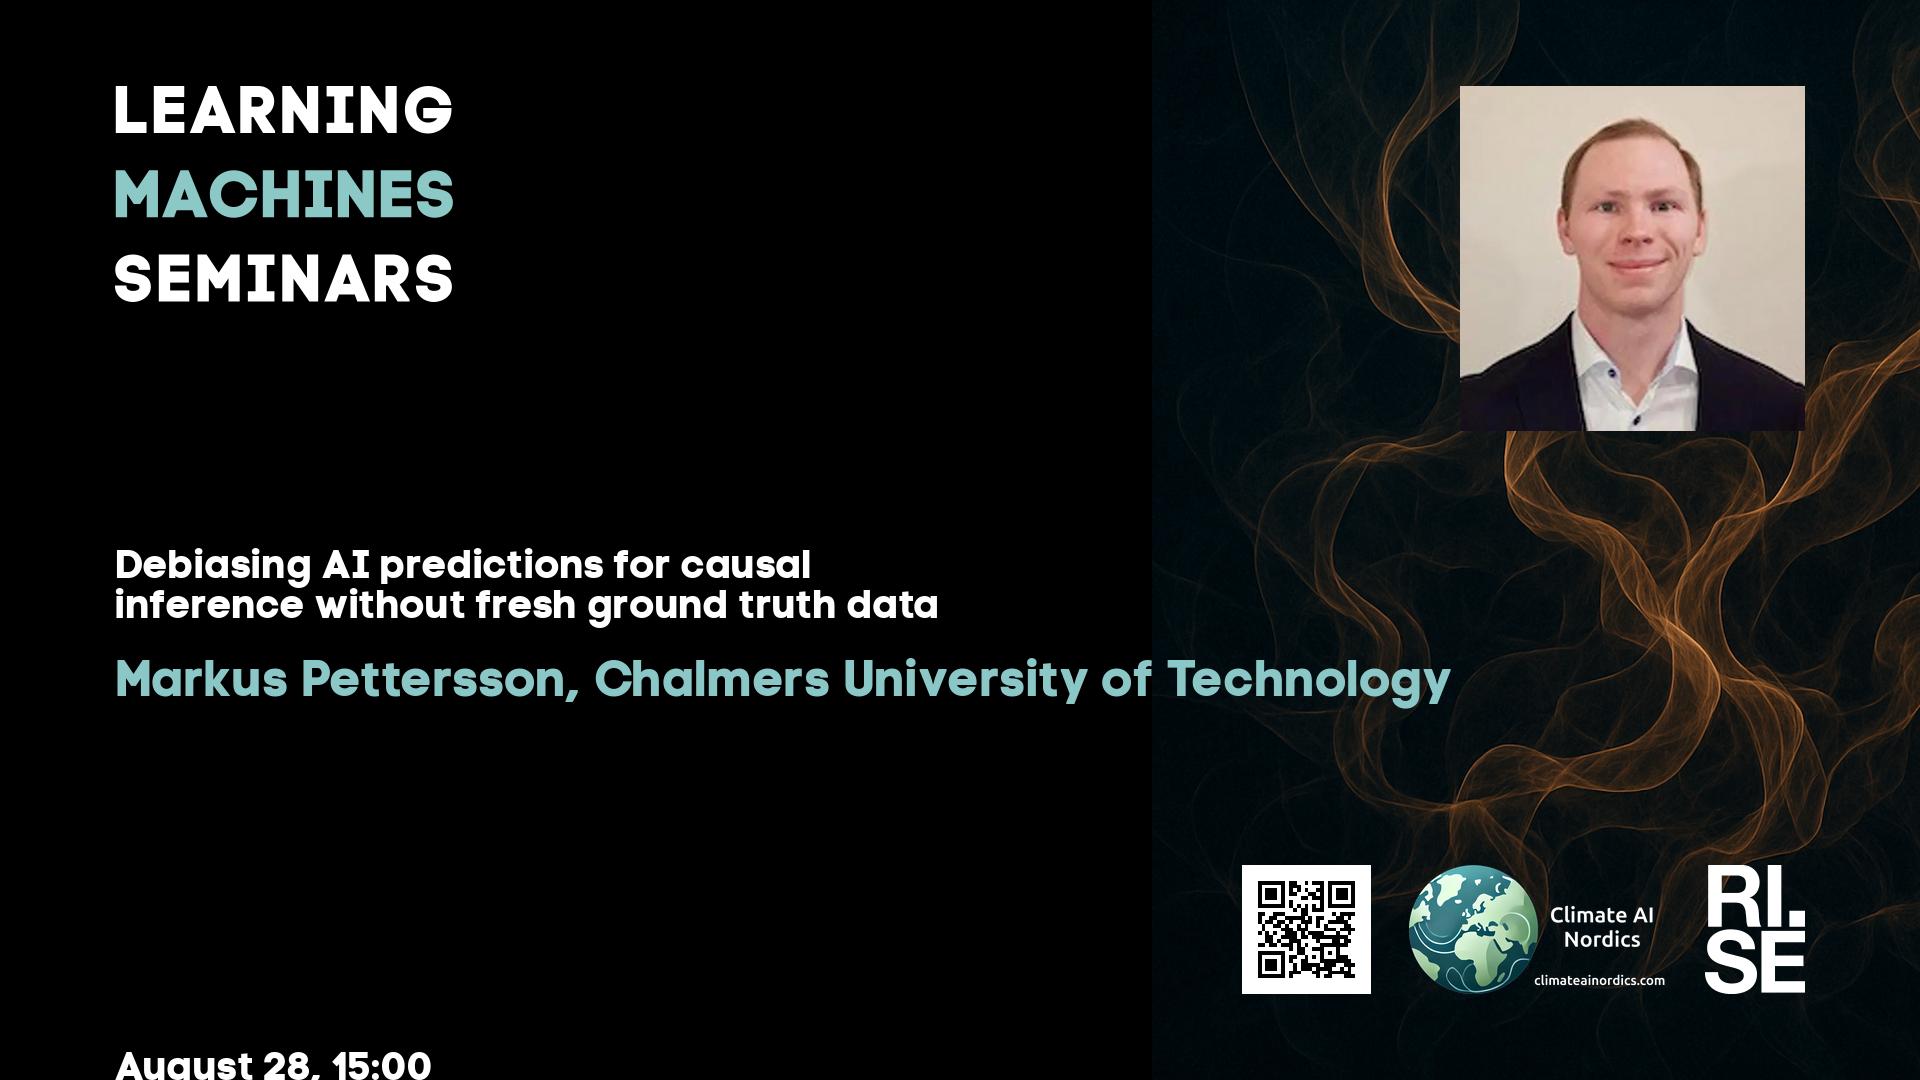 LEARNING
MACHINES
SEMINARS
Debiasing AI predictions for causal
inference without fresh ground truth data
Markus Pettersson, Chalmers University of Technology
Climate AI
Nordics
climateainordics.com
RI.
SE
August 28, 15:00